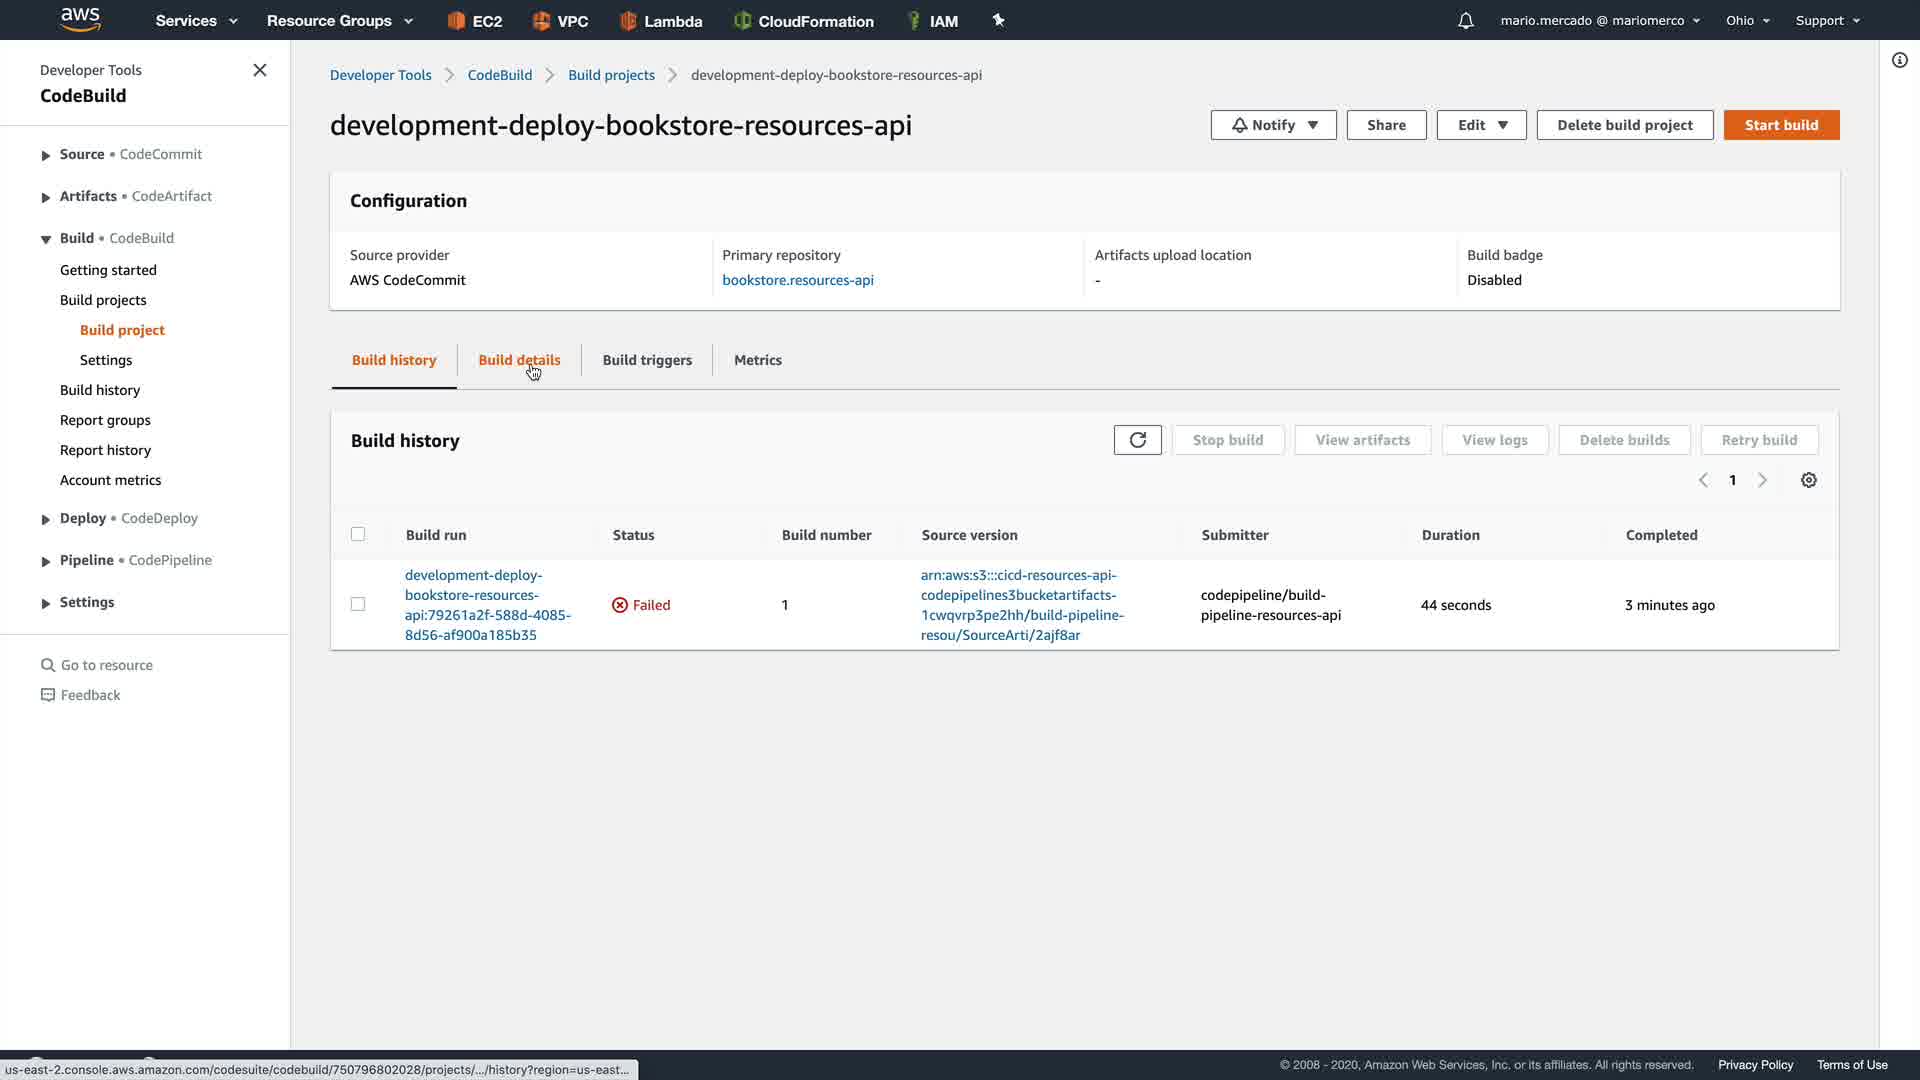 aws
Services
Resource Groups
EC2
VPC
Lambda
CloudFormation
IAM
mario.mercado @ mariomerco
Ohio
Support
Developer Tools
CodeBuild
Source • CodeCommit
Artifacts • CodeArtifact
Build • CodeBuild
Getting started
Build projects
Build project
Settings
Build history
Report groups
Report history
Account metrics
Deploy • CodeDeploy
Pipeline • CodePipeline
Settings
Go to resource
Feedback
Developer Tools
CodeBuild
Build projects
development-deploy-bookstore-resources-api
development-deploy-bookstore-resources-api
Notify
Share
Edit
Delete build project
Start build
Configuration
Source provider
AWS CodeCommit
Primary repository
bookstore.resources-api
Artifacts upload location
-
Build badge
Disabled
Build history
Build details
Build triggers
Metrics
Build history
Stop build
View artifacts
View logs
Delete builds
Retry build
1
Build run
Status
Build number
Source version
Submitter
Duration
Completed
development-deploy-
bookstore-resources-
api:79261a2f-588d-4085-
8d56-af900a185b35
Failed
1
arn:aws:s3:::cicd-resources-api-
codepipelines3bucketartifacts-
1cwqvrp3pe2hh/build-pipeline-
resou/SourceArti/2ajf8ar
codepipeline/build-
pipeline-resources-api
44 seconds
3 minutes ago
us-east-2.console.aws.amazon.com/codesuite/codebuild/750796802028/projects/.../history?region=us-east...
© 2008 - 2020, Amazon Web Services, Inc. or its affiliates. All rights reserved.
Privacy Policy
Terms of Use